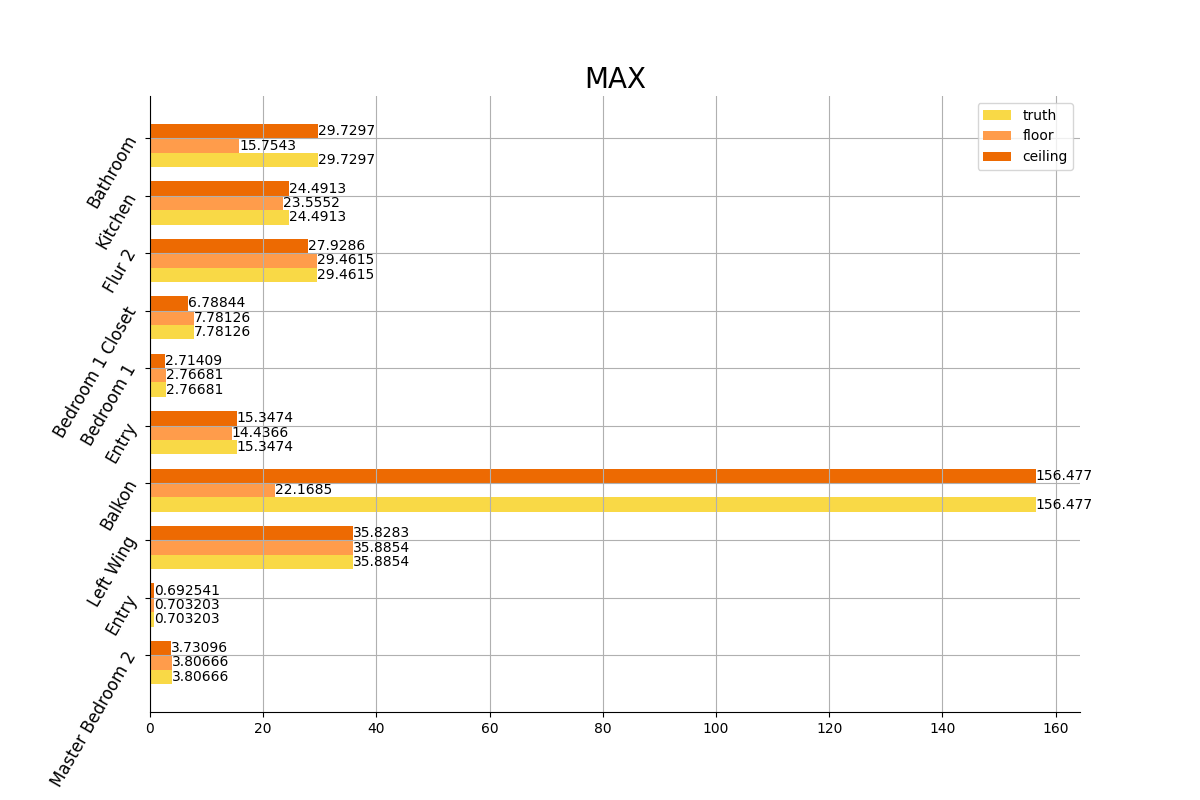 MAX
truth
floor
ceiling
Bathroom
29.7297
15.7543
29.7297
Kitchen
24.4913
23.5552
24.4913
Flur 2
27.9286
29.4615
29.4615
Bedroom 1 Closet
6.78844
7.78126
7.78126
Bedroom 1
2.71409
2.76681
2.76681
Entry
15.3474
14.4366
15.3474
Balkon
156.477
22.1685
156.477
Left Wing
35.8283
35.8854
35.8854
Entry
0.692541
0.703203
0.703203
Master Bedroom 2
3.73096
3.80666
3.80666
0 20 40 60 80 100 120 140 160